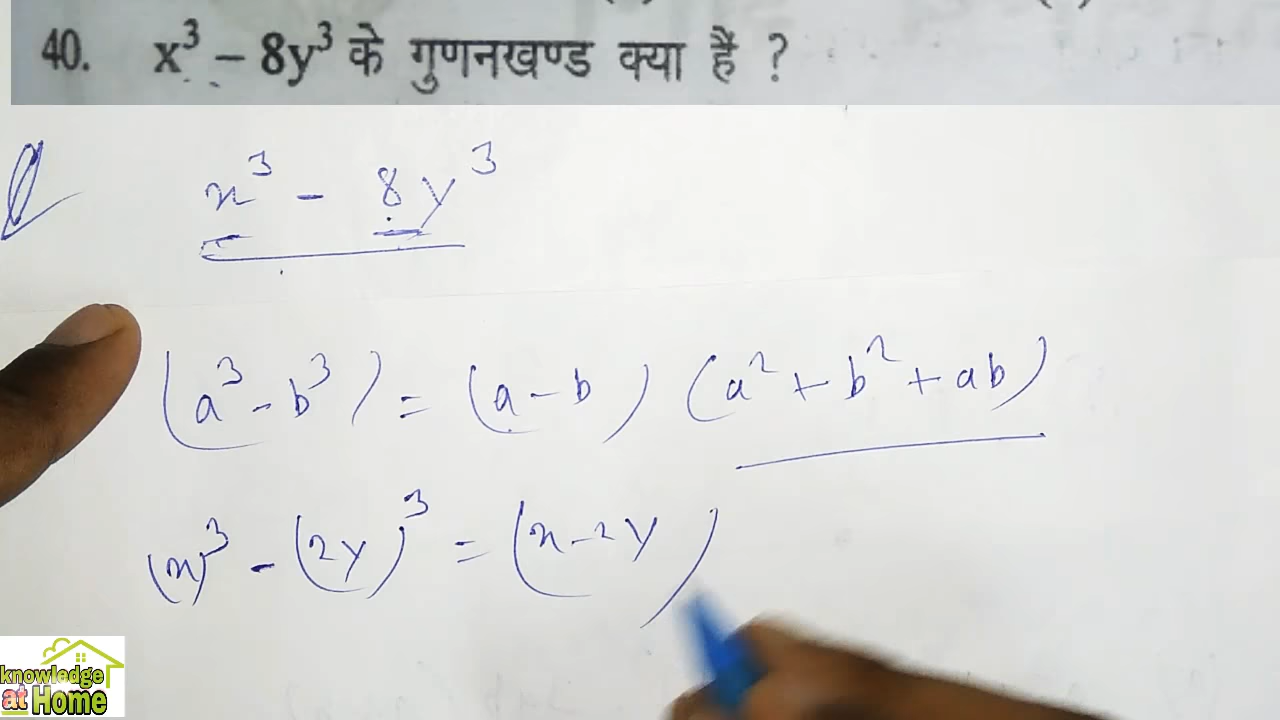 40. x³ – 8y³ के गुणनखण्ड क्या हैं ?
x³ - 8y³
(a³ - b³) = (a - b) (a² + b² + ab)
(x)³ - (2y)³ = (x - 2y)
knowledge
at Home